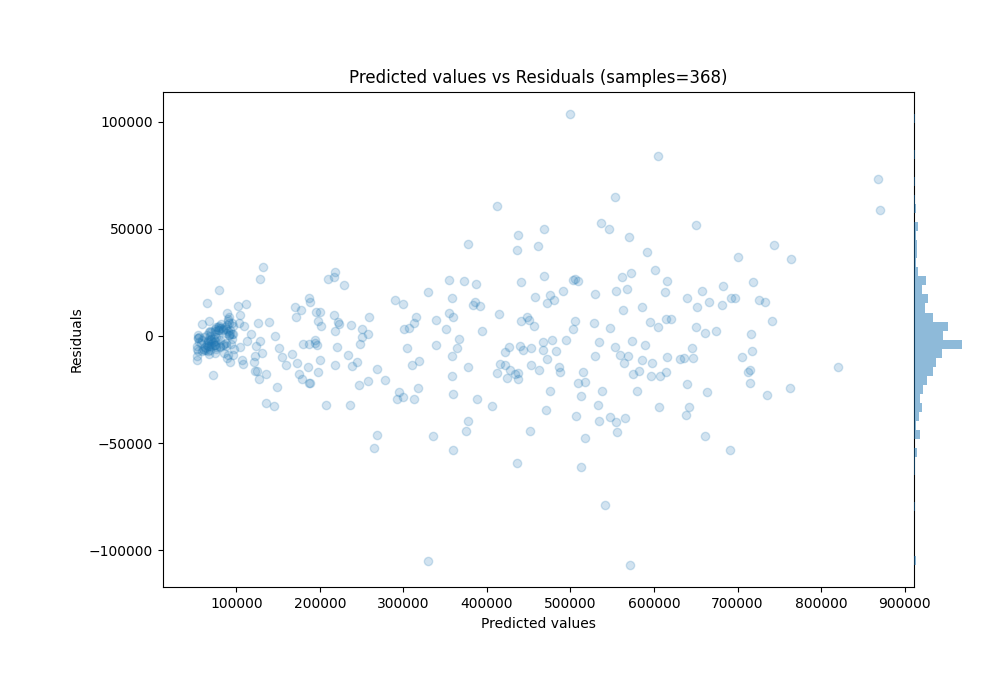 Predicted values vs Residuals (samples=368)
100000
50000
0
−50000
−100000
Residuals
100000 200000 300000 400000 500000 600000 700000 800000 900000
Predicted values